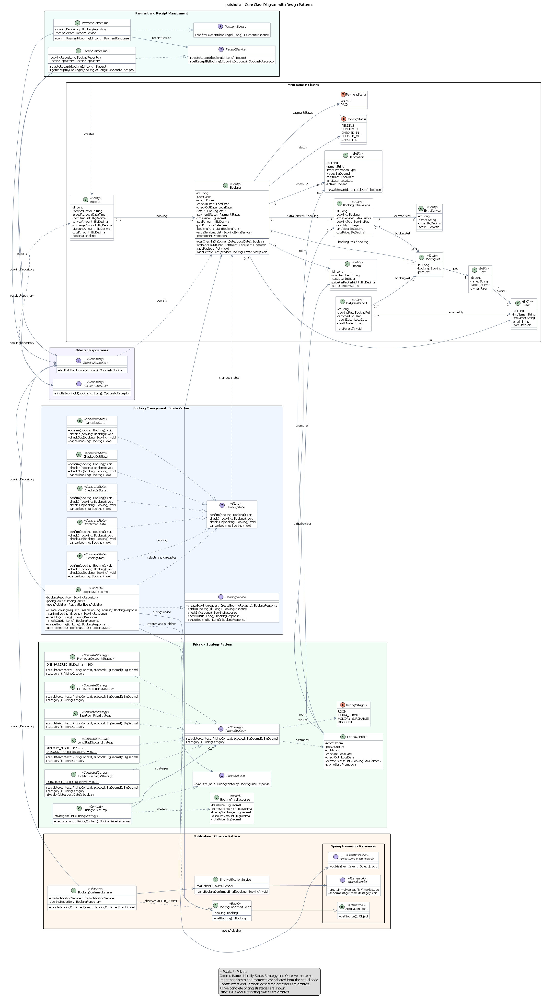 petshotel - Core Class Diagram with Design Patterns
Payment and Receipt Management
C PaymentServiceImpl
-bookingRepository: BookingRepository
-receiptService: ReceiptService
+confirmPayment(bookingId: Long): PaymentResponse
I PaymentService
+confirmPayment(bookingId: Long): PaymentResponse
receiptService
C ReceiptServiceImpl
-bookingRepository: BookingRepository
-receiptRepository: ReceiptRepository
+createReceipt(bookingId: Long): Receipt
+getReceiptByBookingId(bookingId: Long): Optional<Receipt>
I ReceiptService
+createReceipt(bookingId: Long): Receipt
+getReceiptByBookingId(bookingId: Long): Optional<Receipt>
Main Domain Classes
E PaymentStatus
UNPAID
PAID
paymentStatus
E BookingStatus
PENDING
CONFIRMED
CHECKED_IN
CHECKED_OUT
CANCELLED
status
creates
C «Entity»
Promotion
-id: Long
-name: String
-type: PromotionType
-value: BigDecimal
-startDate: LocalDate
-endDate: LocalDate
-active: Boolean
+isAvailableOn(date: LocalDate): boolean
promotion
0..1
0..1
0..*
C «Entity»
Receipt
-id: Long
-receiptNumber: String
-issuedAt: LocalDateTime
-roomAmount: BigDecimal
-serviceAmount: BigDecimal
-surchargeAmount: BigDecimal
-discountAmount: BigDecimal
-totalAmount: BigDecimal
-booking: Booking
0..1
booking
1
C «Entity»
Booking
-id: Long
-user: User
-room: Room
-checkInDate: LocalDate
-checkOutDate: LocalDate
-status: BookingStatus
-paymentStatus: PaymentStatus
-totalPrice: BigDecimal
-paidAmount: BigDecimal
-paidAt: LocalDateTime
-bookingPets: List<BookingPet>
-extraServices: List<BookingExtraService>
-promotion: Promotion
+canCheckInOn(currentDate: LocalDate): boolean
+canCheckOutOn(currentDate: LocalDate): boolean
+addPet(pet: Pet): void
+addExtraService(service: BookingExtraService): void
extraServices / booking
1
0..*
C «Entity»
BookingExtraService
-id: Long
-booking: Booking
-extraService: ExtraService
-bookingPet: BookingPet
-quantity: Integer
-unitPrice: BigDecimal
-totalPrice: BigDecimal
0..*
extraService
0..*
1
C «Entity»
ExtraService
-id: Long
-name: String
-price: BigDecimal
-active: Boolean
0..*
bookingPet
0..1
1
bookingPets / booking
0..*
C «Entity»
BookingPet
-id: Long
-booking: Booking
-pet: Pet
0..*
pet
1
C «Entity»
Pet
-id: Long
-name: String
-type: PetType
-owner: User
0..*
owner
1
0..*
room
1
C «Entity»
Room
-id: Long
-roomNumber: String
-capacity: Integer
-pricePerPetPerNight: BigDecimal
-status: RoomStatus
bookingPet
1
0..*
C «Entity»
DailyCareReport
-id: Long
-bookingPet: BookingPet
-recordedBy: User
-reportDate: LocalDate
-healthNote: String
+prePersist(): void
0..*
recordedBy
1
C «Entity»
User
-id: Long
-firstName: String
-lastName: String
-email: String
-role: UserRole
0..*
user
1
persists
bookingRepository
receiptRepository
persists
bookingRepository
Selected Repositories
I «Repository»
BookingRepository
+findByIdForUpdate(id: Long): Optional<Booking>
I «Repository»
ReceiptRepository
+findByBookingId(bookingId: Long): Optional<Receipt>
changes status
Booking Management - State Pattern
C «ConcreteState»
CancelledState
+confirm(booking: Booking): void
+checkIn(booking: Booking): void
+checkOut(booking: Booking): void
+cancel(booking: Booking): void
promotion
C «ConcreteState»
CheckedOutState
+confirm(booking: Booking): void
+checkIn(booking: Booking): void
+checkOut(booking: Booking): void
+cancel(booking: Booking): void
bookingRepository
C «ConcreteState»
CheckedInState
+confirm(booking: Booking): void
+checkIn(booking: Booking): void
+checkOut(booking: Booking): void
+cancel(booking: Booking): void
I «State»
BookingState
+confirm(booking: Booking): void
+checkIn(booking: Booking): void
+checkOut(booking: Booking): void
+cancel(booking: Booking): void
C «ConcreteState»
ConfirmedState
+confirm(booking: Booking): void
+checkIn(booking: Booking): void
+checkOut(booking: Booking): void
+cancel(booking: Booking): void
extraServices
booking
C «ConcreteState»
PendingState
+confirm(booking: Booking): void
+checkIn(booking: Booking): void
+checkOut(booking: Booking): void
+cancel(booking: Booking): void
selects and delegates
C «Context»
BookingServiceImpl
-bookingRepository: BookingRepository
-pricingService: PricingService
-eventPublisher: ApplicationEventPublisher
+createBooking(request: CreateBookingRequest): BookingResponse
+confirmBooking(id: Long): BookingResponse
+checkIn(id: Long): BookingResponse
+checkOut(id: Long): BookingResponse
+cancelBooking(id: Long): BookingResponse
-getState(status: BookingStatus): BookingState
I BookingService
+createBooking(request: CreateBookingRequest): BookingResponse
+confirmBooking(id: Long): BookingResponse
+checkIn(id: Long): BookingResponse
+checkOut(id: Long): BookingResponse
+cancelBooking(id: Long): BookingResponse
pricingService
creates and publishes
Pricing - Strategy Pattern
C «ConcreteStrategy»
PromotionDiscountStrategy
-ONE_HUNDRED: BigDecimal = 100
+calculate(context: PricingContext, subtotal: BigDecimal): BigDecimal
+category(): PricingCategory
C «ConcreteStrategy»
ExtraServicePricingStrategy
+calculate(context: PricingContext, subtotal: BigDecimal): BigDecimal
+category(): PricingCategory
C «ConcreteStrategy»
BaseRoomPriceStrategy
+calculate(context: PricingContext, subtotal: BigDecimal): BigDecimal
+category(): PricingCategory
E PricingCategory
ROOM
EXTRA_SERVICE
HOLIDAY_SURCHARGE
DISCOUNT
room
returns
bookingRepository
I «Strategy»
PricingStrategy
+calculate(context: PricingContext, subtotal: BigDecimal): BigDecimal
+category(): PricingCategory
parameter
0..*
C PricingContext
-room: Room
-petCount: int
-nights: int
-checkIn: LocalDate
-checkOut: LocalDate
-extraServices: List<BookingExtraService>
-promotion: Promotion
C «ConcreteStrategy»
LongStayDiscountStrategy
-MINIMUM_NIGHTS: int = 5
-DISCOUNT_RATE: BigDecimal = 0.10
+calculate(context: PricingContext, subtotal: BigDecimal): BigDecimal
+category(): PricingCategory
strategies
C «ConcreteStrategy»
HolidaySurchargeStrategy
-SURCHARGE_RATE: BigDecimal = 0.30
+calculate(context: PricingContext, subtotal: BigDecimal): BigDecimal
+category(): PricingCategory
-isHoliday(date: LocalDate): boolean
I PricingService
+calculate(input: PricingContext): BookingPriceResponse
C «Context»
PricingServiceImpl
-strategies: List<PricingStrategy>
+calculate(input: PricingContext): BookingPriceResponse
creates
C «record»
BookingPriceResponse
-basePrice: BigDecimal
-extraServicesPrice: BigDecimal
-holidaySurcharge: BigDecimal
-discountAmount: BigDecimal
-totalPrice: BigDecimal
Notification - Observer Pattern
Spring Framework References
I «EventPublisher»
ApplicationEventPublisher
+publishEvent(event: Object): void
I «Framework»
JavaMailSender
+createMimeMessage(): MimeMessage
+send(message: MimeMessage): void
C EmailNotificationService
-mailSender: JavaMailSender
+sendBookingConfirmedEmail(booking: Booking): void
C «Observer»
BookingConfirmedListener
-emailNotificationService: EmailNotificationService
-bookingRepository: BookingRepository
+handleBookingConfirmed(event: BookingConfirmedEvent): void
observes AFTER_COMMIT
C «Event»
BookingConfirmedEvent
-booking: Booking
+getBooking(): Booking
C «Framework»
ApplicationEvent
+getSource(): Object
eventPublisher
+ Public / - Private
Colored frames identify State, Strategy and Observer patterns.
Important classes and members are selected from the actual code.
Constructors and Lombok-generated accessors are omitted.
All five concrete pricing strategies are shown.
Other DTO and supporting classes are omitted.